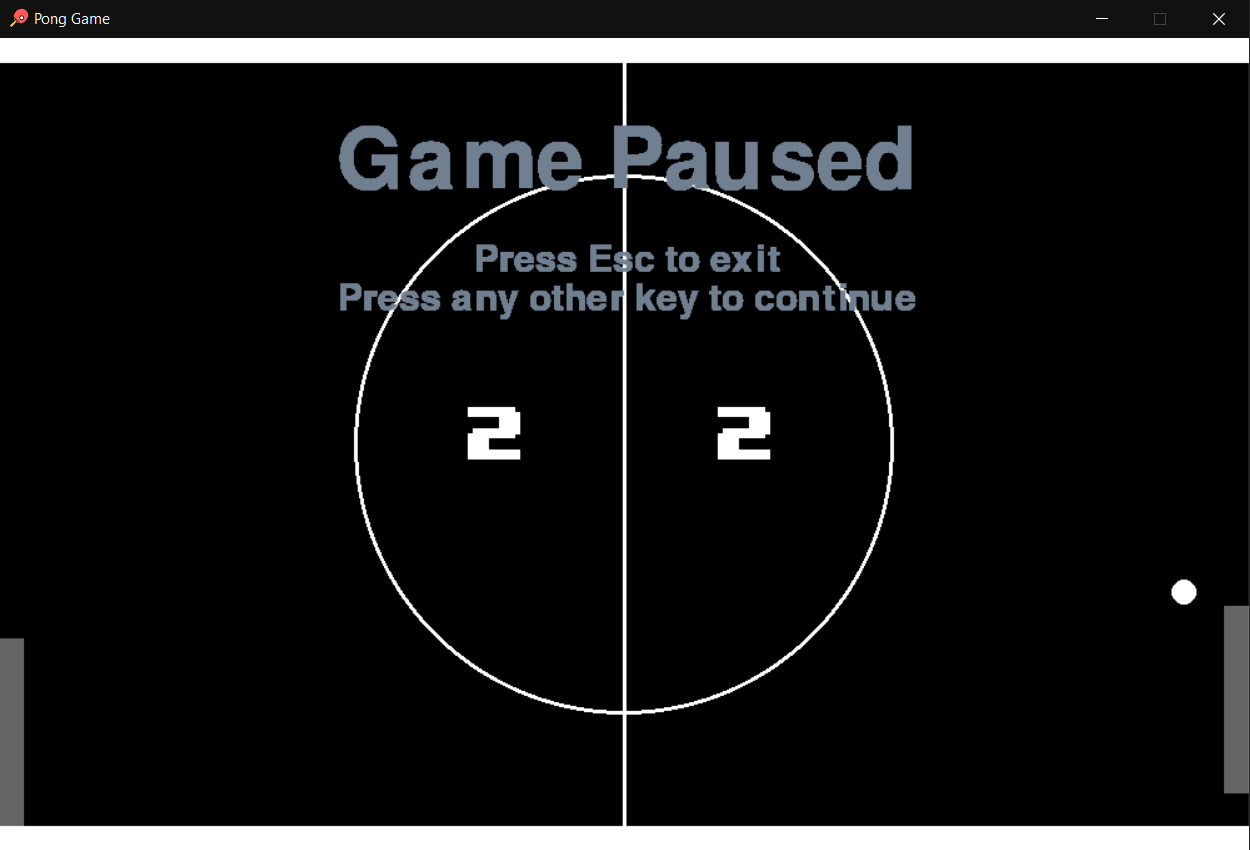 Pong Game
Game Paused
Press Esc to exit
Press any other key to continue
2 2